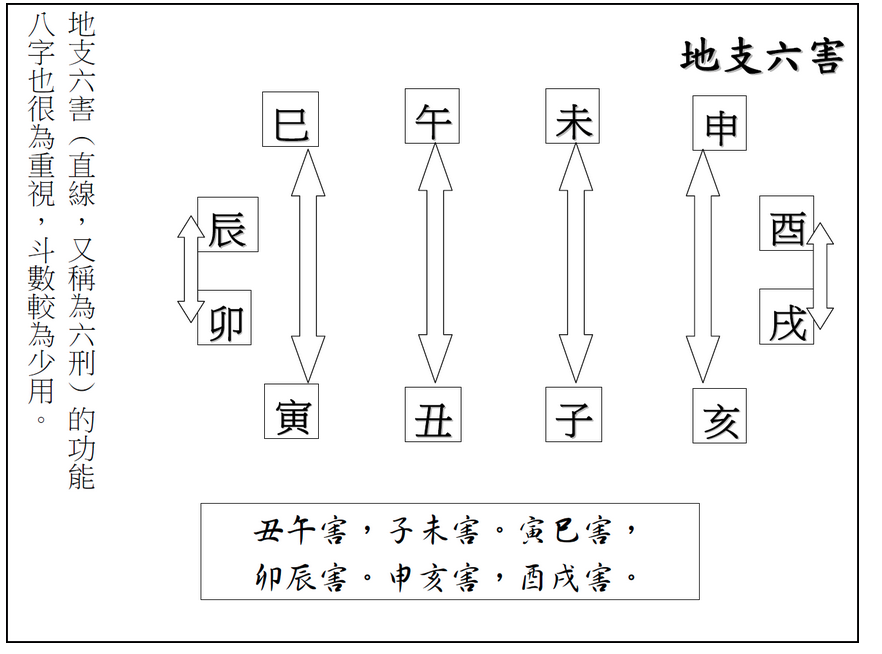 地支六害
地支六害（直線，又稱為六刑）的功能
八字也很為重視，斗數較為少用。
巳
午
未
申
辰
酉
卯
戌
寅
丑
子
亥
丑午害，子未害。寅巳害，
卯辰害。申亥害，酉戌害。